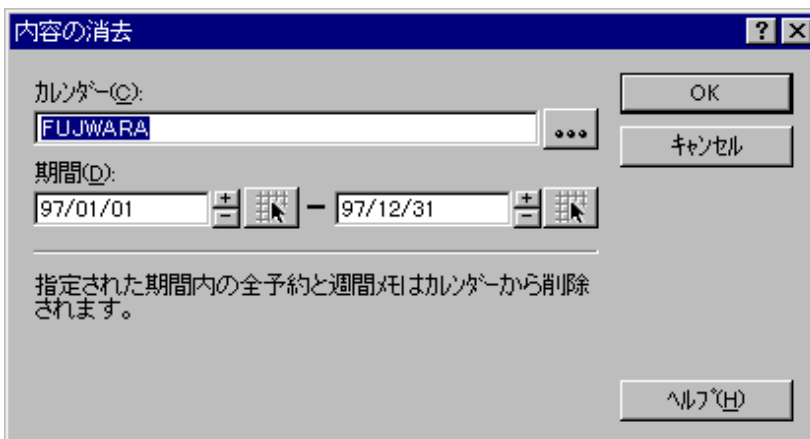 内容の消去
カレンダー(C):
FUJWARA
OK
キャンセル
期間(D):
97/01/01 − 97/12/31
指定された期間内の全予約と週間ﾒﾓはｶﾚﾝﾀﾞｰから削除
されます。
ﾍﾙﾌﾟ(H)